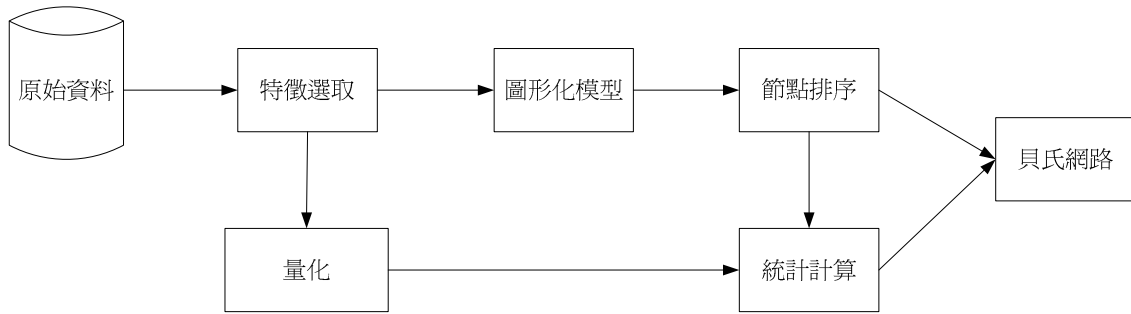 原始資料
特徵選取
圖形化模型
節點排序
貝氏網路
量化
統計計算